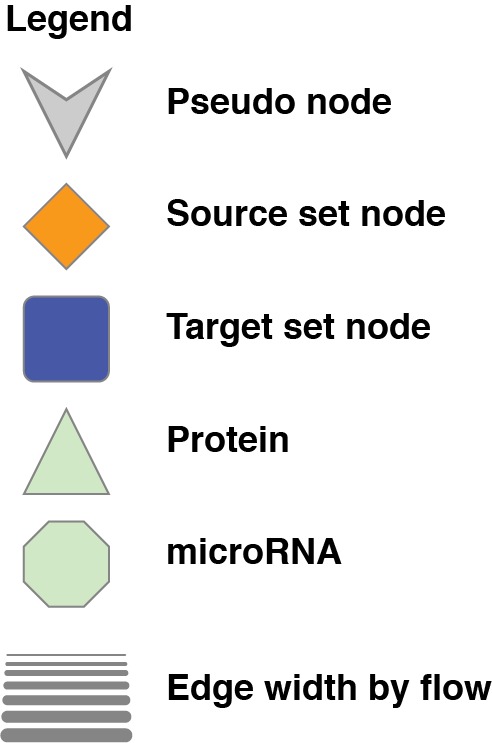 Legend
Pseudo node
Source set node
Target set node
Protein
microRNA
Edge width by flow